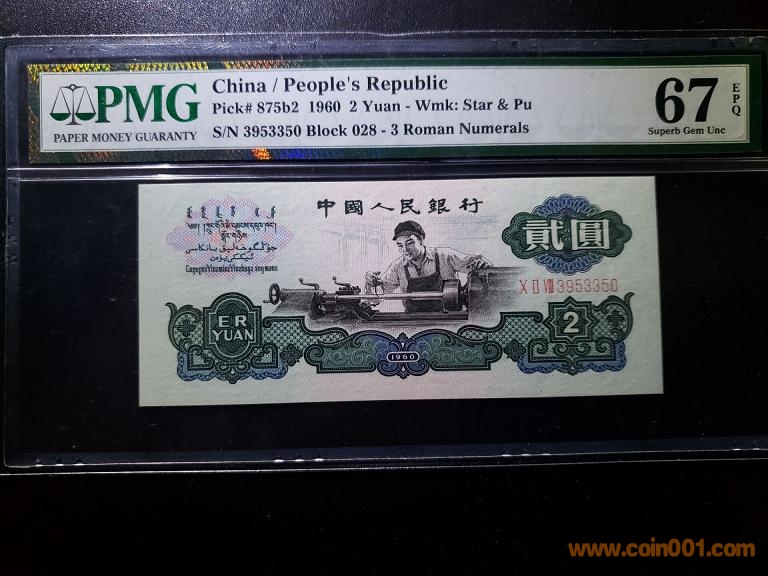 PMG
PAPER MONEY GUARANTY
China / People's Republic
Pick# 875b2 1960 2 Yuan - Wmk: Star & Pu
S/N 3953350 Block 028 - 3 Roman Numerals
67 EPQ
Superb Gem Unc
中國人民銀行
貳圓
X II VIII 3953350
ER
YUAN
1960
2
www.coin001.com